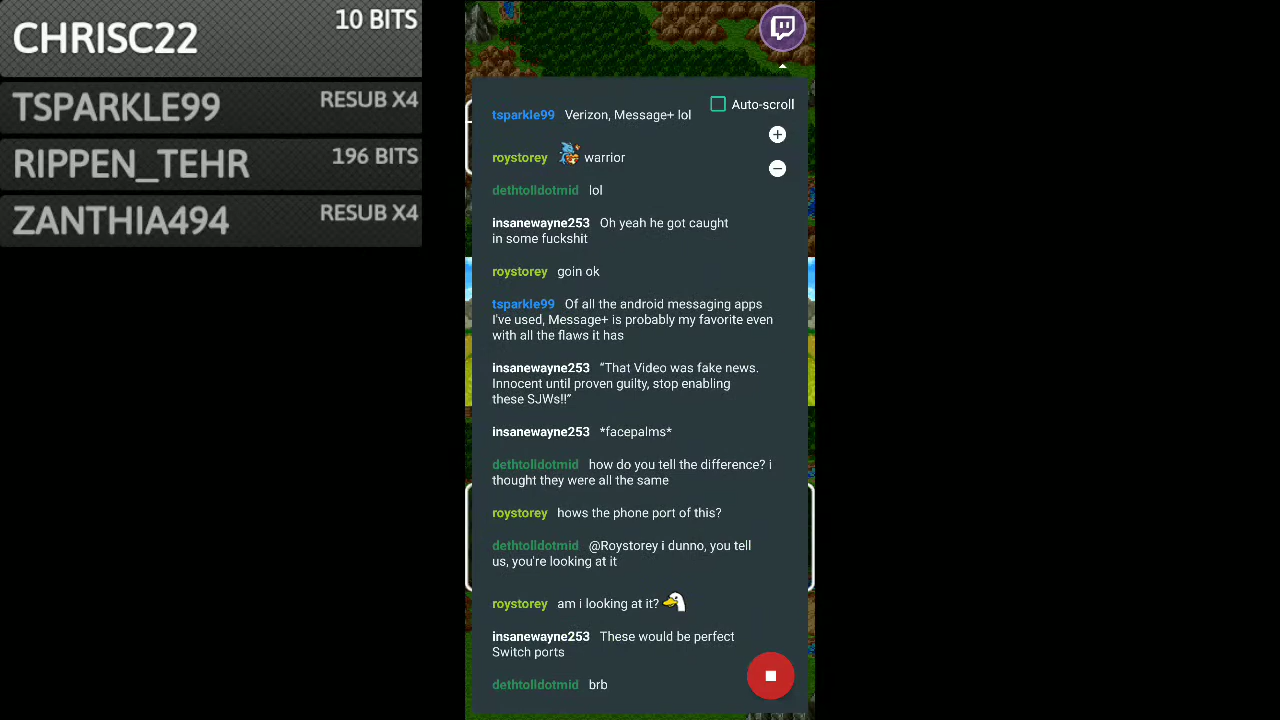 CHRISC22 10 BITS
TSPARKLE99 RESUB X4
RIPPEN_TEHR 196 BITS
ZANTHIA494 RESUB X4
Auto-scroll
tsparkle99 Verizon, Message+ lol
roystorey warrior
dethtolldotmid lol
insanewayne253 Oh yeah he got caught
in some fuckshit
roystorey goin ok
tsparkle99 Of all the android messaging apps
I've used, Message+ is probably my favorite even
with all the flaws it has
insanewayne253 “That Video was fake news.
Innocent until proven guilty, stop enabling
these SJWs!!”
insanewayne253 *facepalms*
dethtolldotmid how do you tell the difference? i
thought they were all the same
roystorey hows the phone port of this?
dethtolldotmid @Roystorey i dunno, you tell
us, you're looking at it
roystorey am i looking at it?
insanewayne253 These would be perfect
Switch ports
dethtolldotmid brb